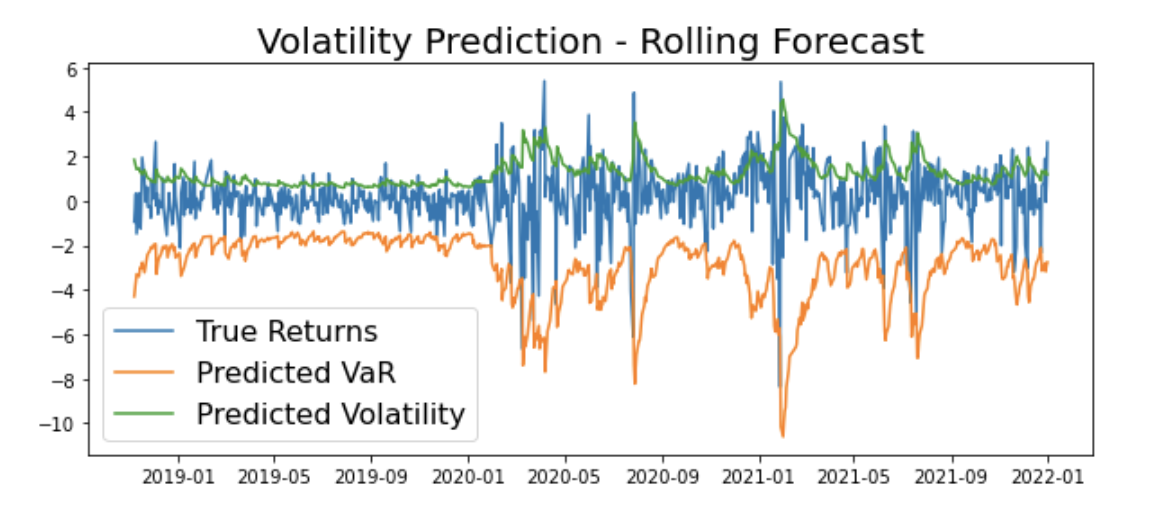 Volatility Prediction - Rolling Forecast
6
4
2
0
−2
−4
−6
−8
−10
True Returns
Predicted VaR
Predicted Volatility
2019-01 2019-05 2019-09 2020-01 2020-05 2020-09 2021-01 2021-05 2021-09 2022-01